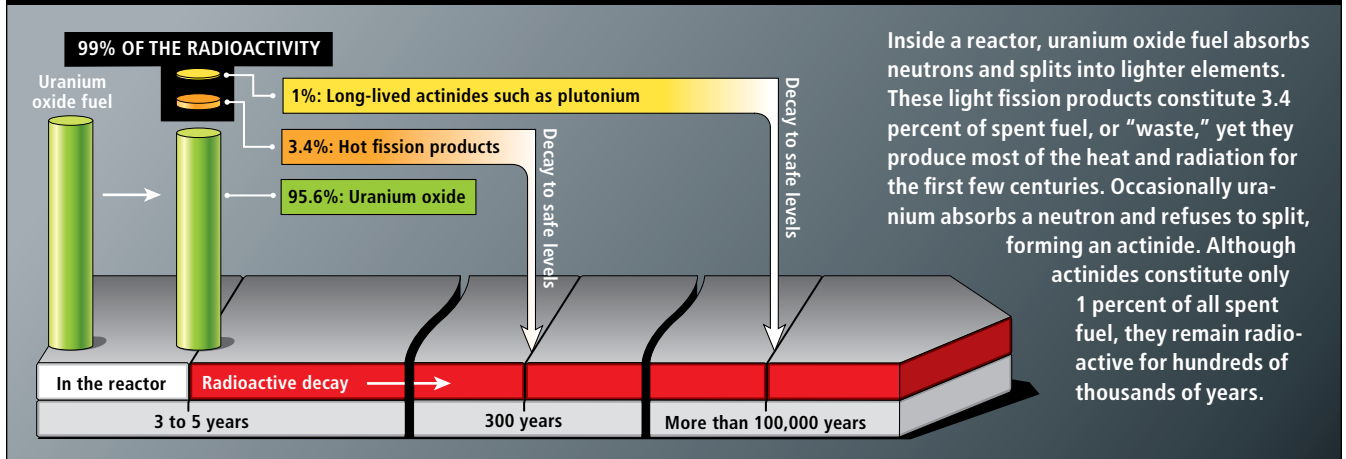 99% OF THE RADIOACTIVITY
Uranium
oxide fuel
1%: Long-lived actinides such as plutonium
3.4%: Hot fission products
95.6%: Uranium oxide
Decay to safe levels
Decay to safe levels
In the reactor
Radioactive decay
3 to 5 years
300 years
More than 100,000 years
Inside a reactor, uranium oxide fuel absorbs
neutrons and splits into lighter elements.
These light fission products constitute 3.4
percent of spent fuel, or “waste,” yet they
produce most of the heat and radiation for
the first few centuries. Occasionally ura-
nium absorbs a neutron and refuses to split,
forming an actinide. Although
actinides constitute only
1 percent of all spent
fuel, they remain radio-
active for hundreds of
thousands of years.